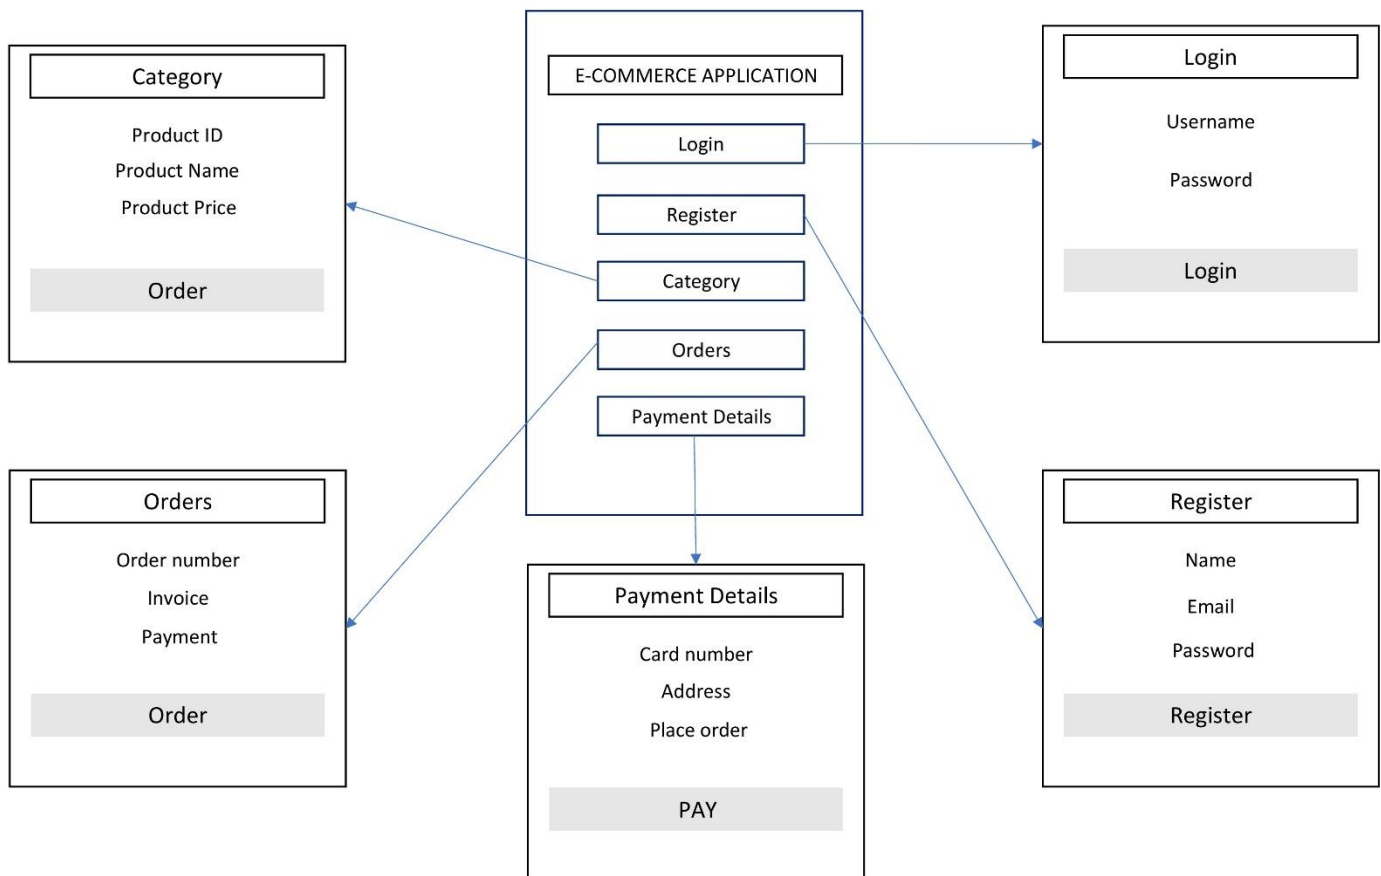 E-COMMERCE APPLICATION
Login
Register
Category
Orders
Payment Details
Category
Product ID
Product Name
Product Price
Order
Login
Username
Password
Login
Orders
Order number
Invoice
Payment
Order
Payment Details
Card number
Address
Place order
PAY
Register
Name
Email
Password
Register